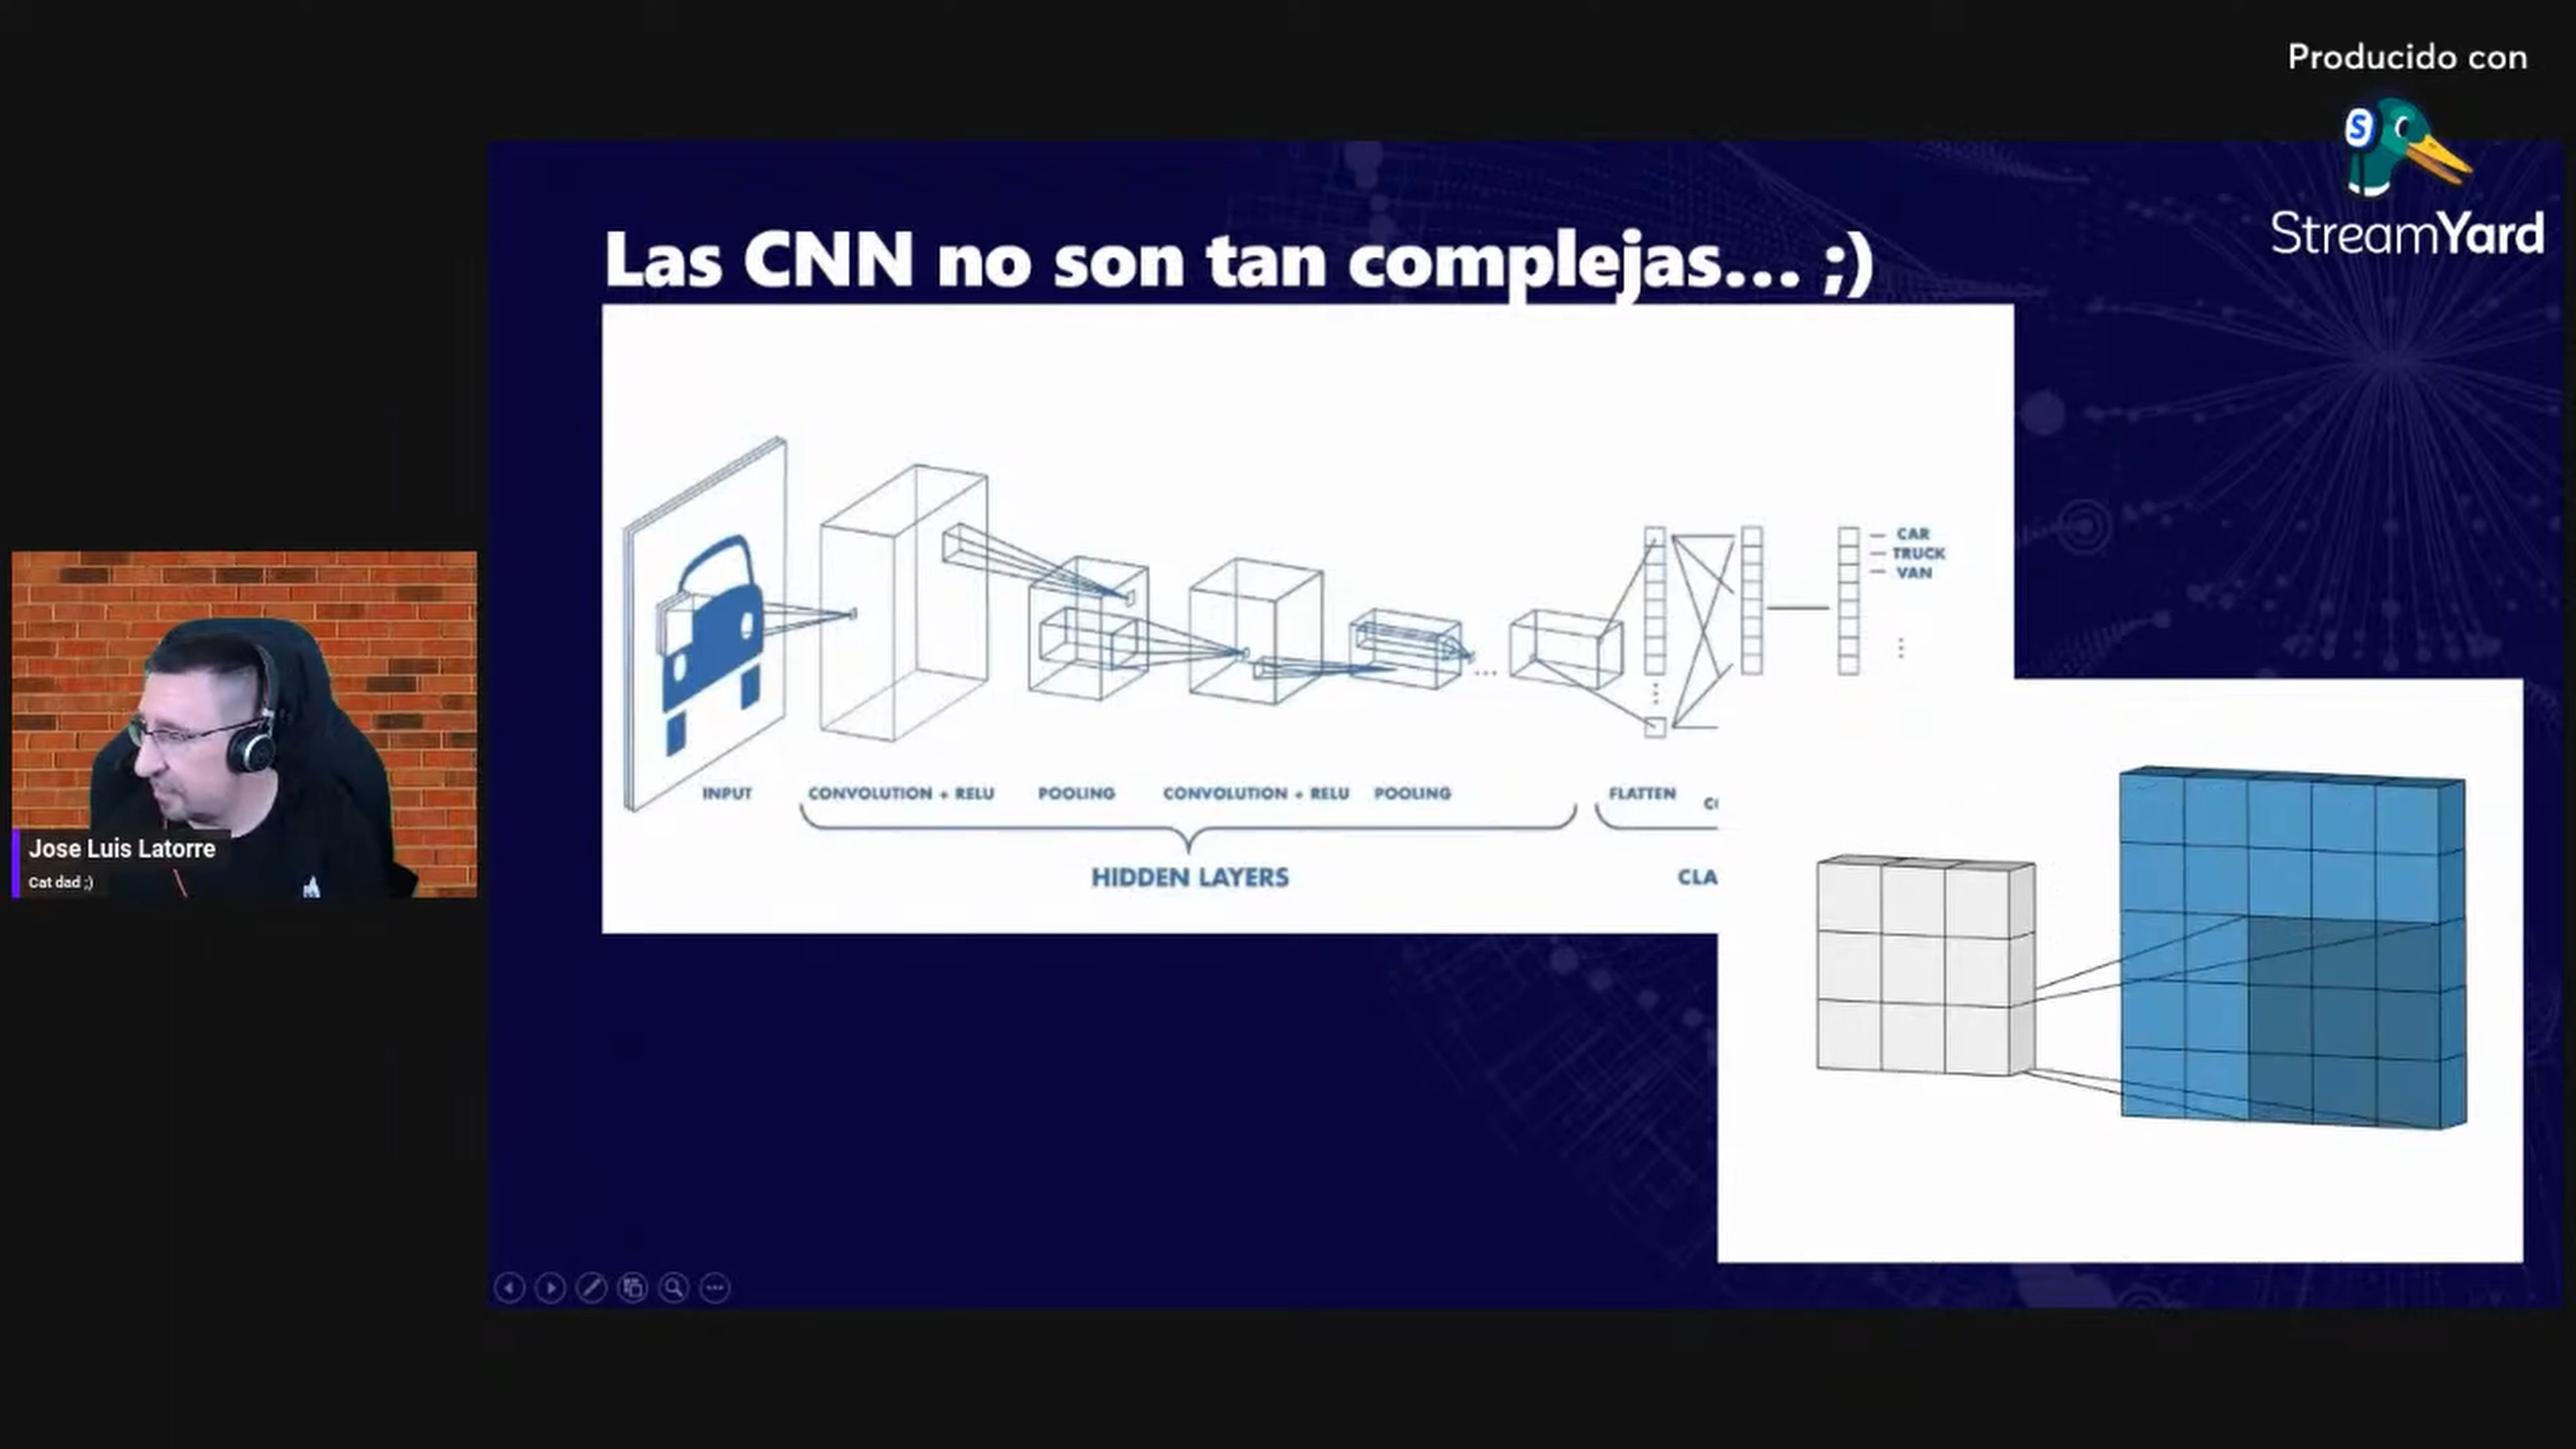 Producido con
StreamYard
Las CNN no son tan complejas... ;)
CAR
TRUCK
VAN
INPUT
CONVOLUTION + RELU
POOLING
CONVOLUTION + RELU
POOLING
FLATTEN
HIDDEN LAYERS
CLA
Jose Luis Latorre
Cat dad ;)